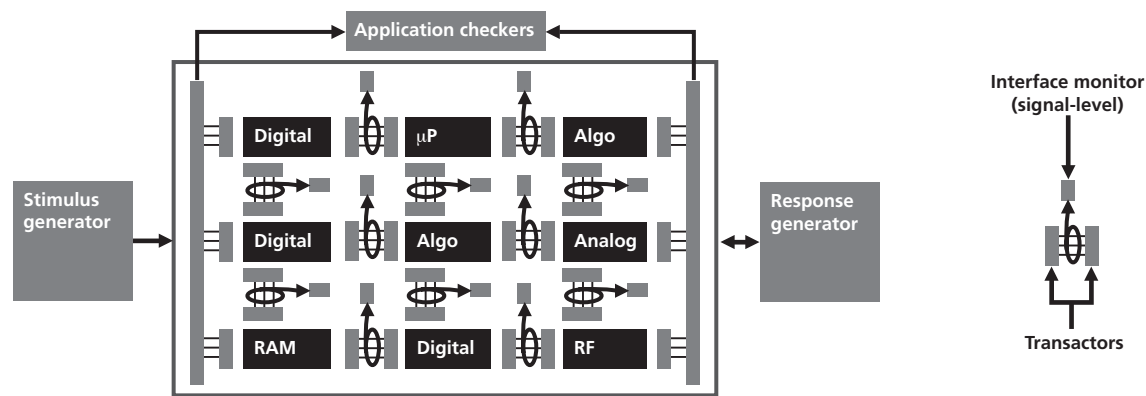 Application checkers
Interface monitor
(signal-level)
Digital
μP
Algo
Stimulus
generator
Response
generator
Digital
Algo
Analog
RAM
Digital
RF
Transactors